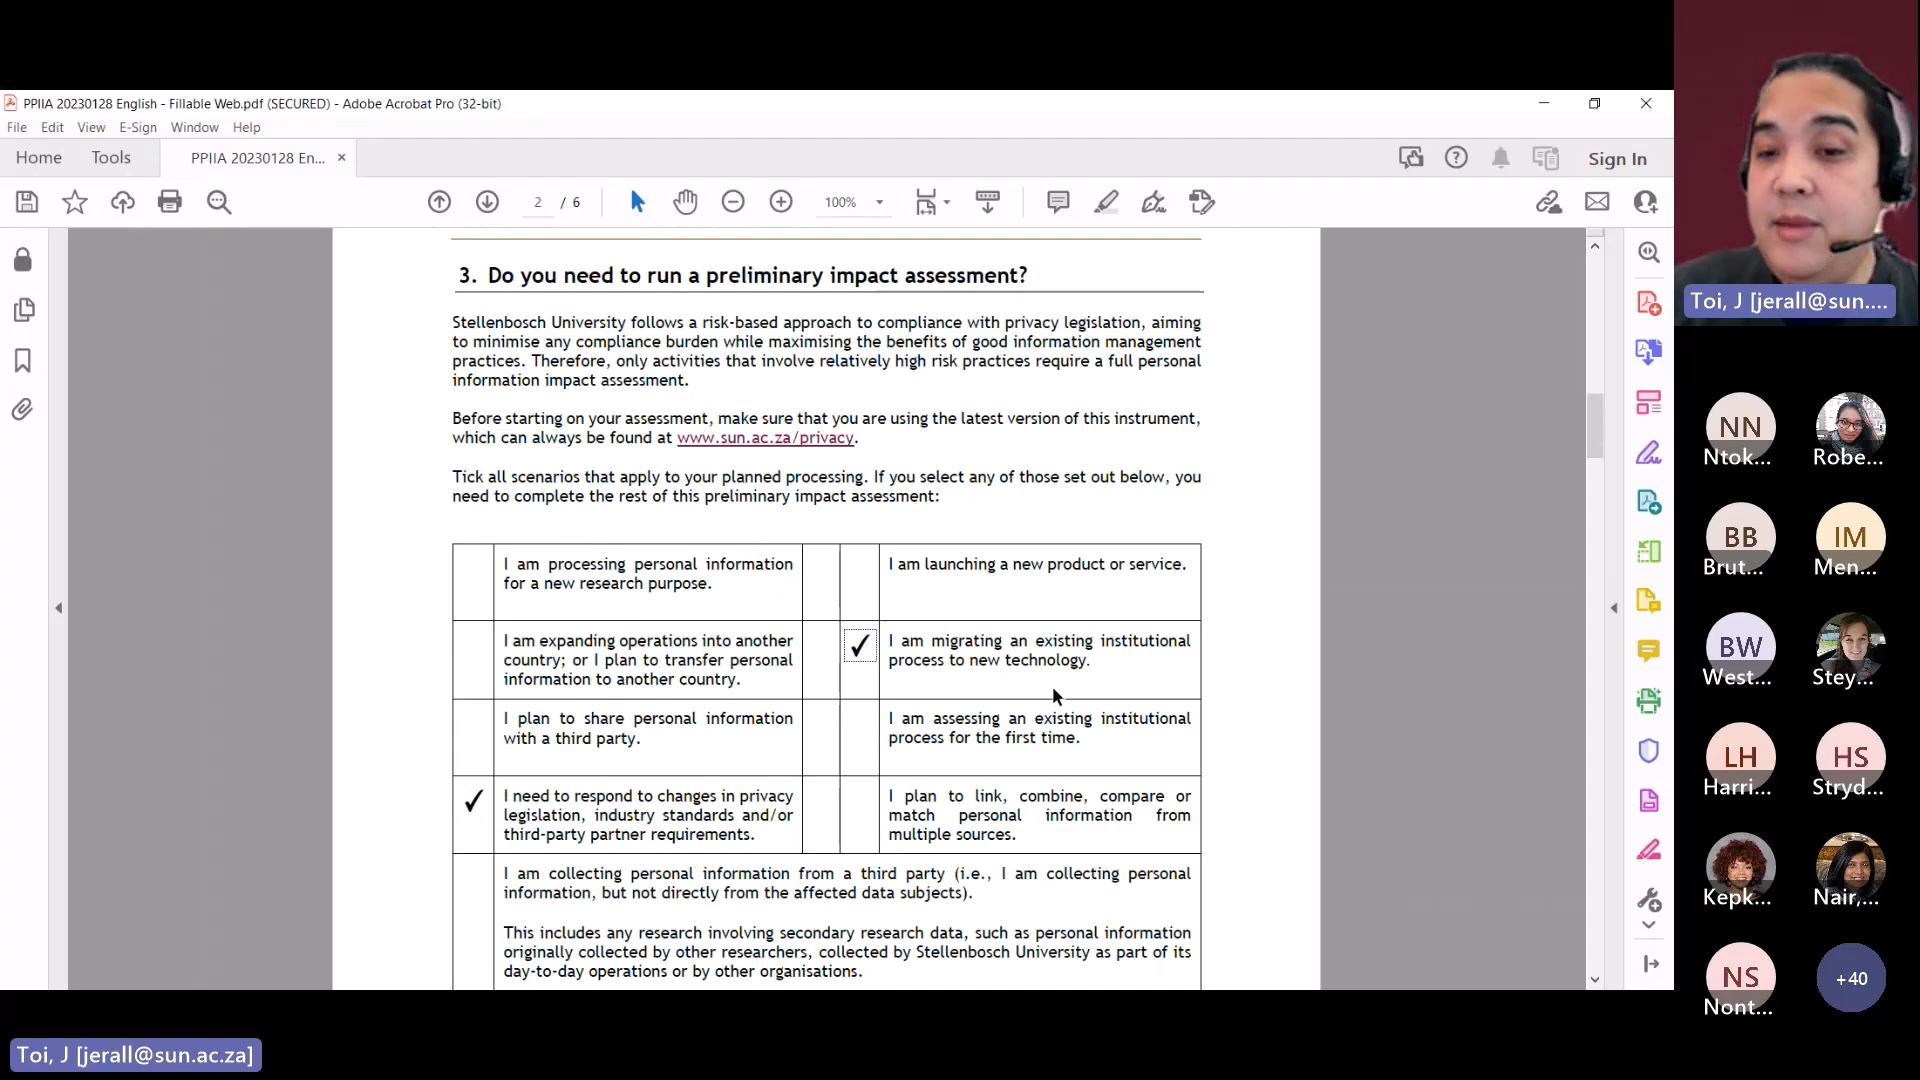 PPIIA 20230128 English - Fillable Web.pdf (SECURED) - Adobe Acrobat Pro (32-bit)
File Edit View E-Sign Window Help
Home Tools PPIIA 20230128 En... × Sign In
2 / 6 100%
3. Do you need to run a preliminary impact assessment?
Stellenbosch University follows a risk-based approach to compliance with privacy legislation, aiming
to minimise any compliance burden while maximising the benefits of good information management
practices. Therefore, only activities that involve relatively high risk practices require a full personal
information impact assessment.
Before starting on your assessment, make sure that you are using the latest version of this instrument,
which can always be found at www.sun.ac.za/privacy.
Tick all scenarios that apply to your planned processing. If you select any of those set out below, you
need to complete the rest of this preliminary impact assessment:
I am processing personal information
for a new research purpose.
I am launching a new product or service.
I am expanding operations into another
country; or I plan to transfer personal
information to another country.
✓
I am migrating an existing institutional
process to new technology.
I plan to share personal information
with a third party.
I am assessing an existing institutional
process for the first time.
✓
I need to respond to changes in privacy
legislation, industry standards and/or
third-party partner requirements.
I plan to link, combine, compare or
match personal information from
multiple sources.
I am collecting personal information from a third party (i.e., I am collecting personal
information, but not directly from the affected data subjects).
This includes any research involving secondary research data, such as personal information
originally collected by other researchers, collected by Stellenbosch University as part of its
day-to-day operations or by other organisations.
Toi, J [jerall@sun....
NN
Ntok... Robe...
BB IM
Brut... Men...
BW
West... Stey...
LH HS
Harri... Stryd...
Kepk... Nair,...
NS +40
Nont...
Toi, J [jerall@sun.ac.za]